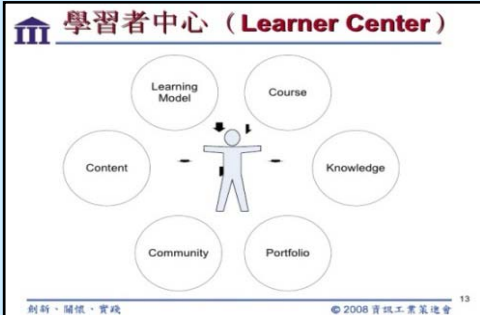 學習者中心（Learner Center）
Learning
Model
Course
Content
Knowledge
Community
Portfolio
創新、關懷、實踐
© 2008 資訊工業策進會
13